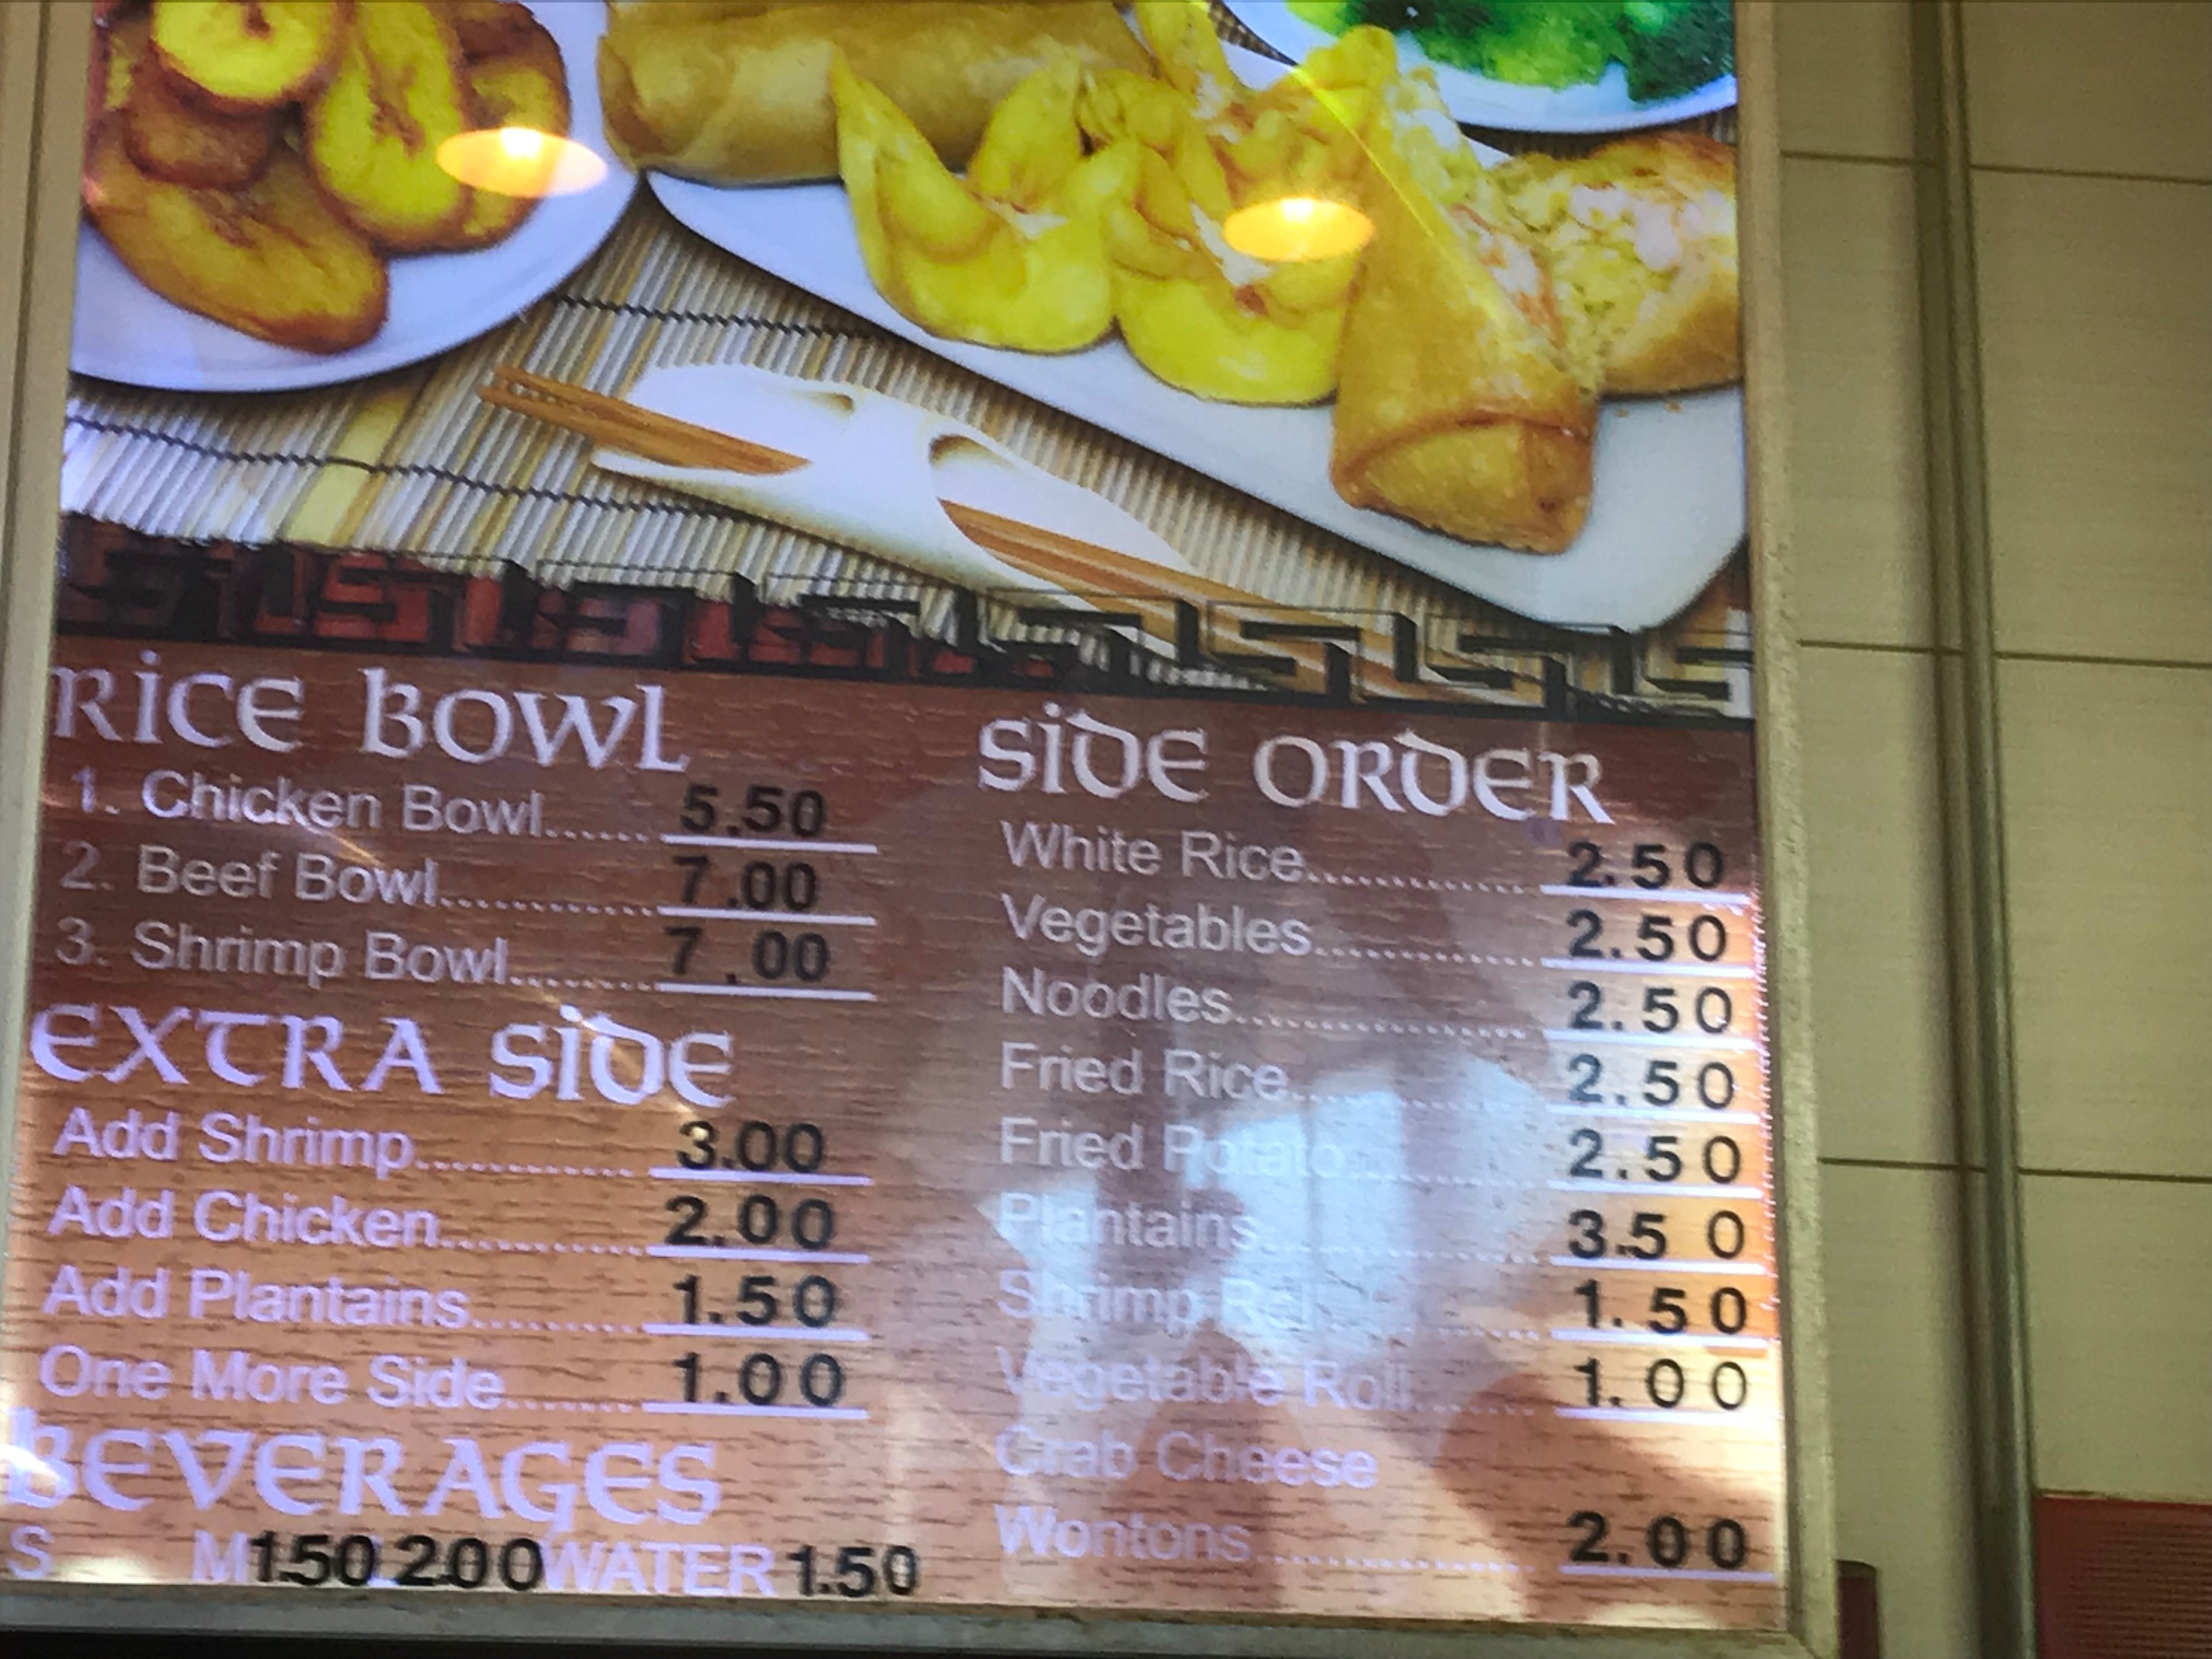 RICE BOWL
1. Chicken Bowl....... 5.50
2. Beef Bowl.............. 7.00
3. Shrimp Bowl......... 7.00
EXTRA SIDE
Add Shrimp.............. 3.00
Add Chicken............. 2.00
Add Plantains........... 1.50
One More Side......... 1.00
BEVERAGES
S M 1.50 2.00 WATER 1.50
SIDE ORDER
White Rice................ 2.50
Vegetables............... 2.50
Noodles.................... 2.50
Fried Rice................. 2.50
Fried Potato.............. 2.50
Plantains................... 3.50
Shrimp Roll............... 1.50
Vegetable Roll.......... 1.00
Crab Cheese
Wontons................... 2.00